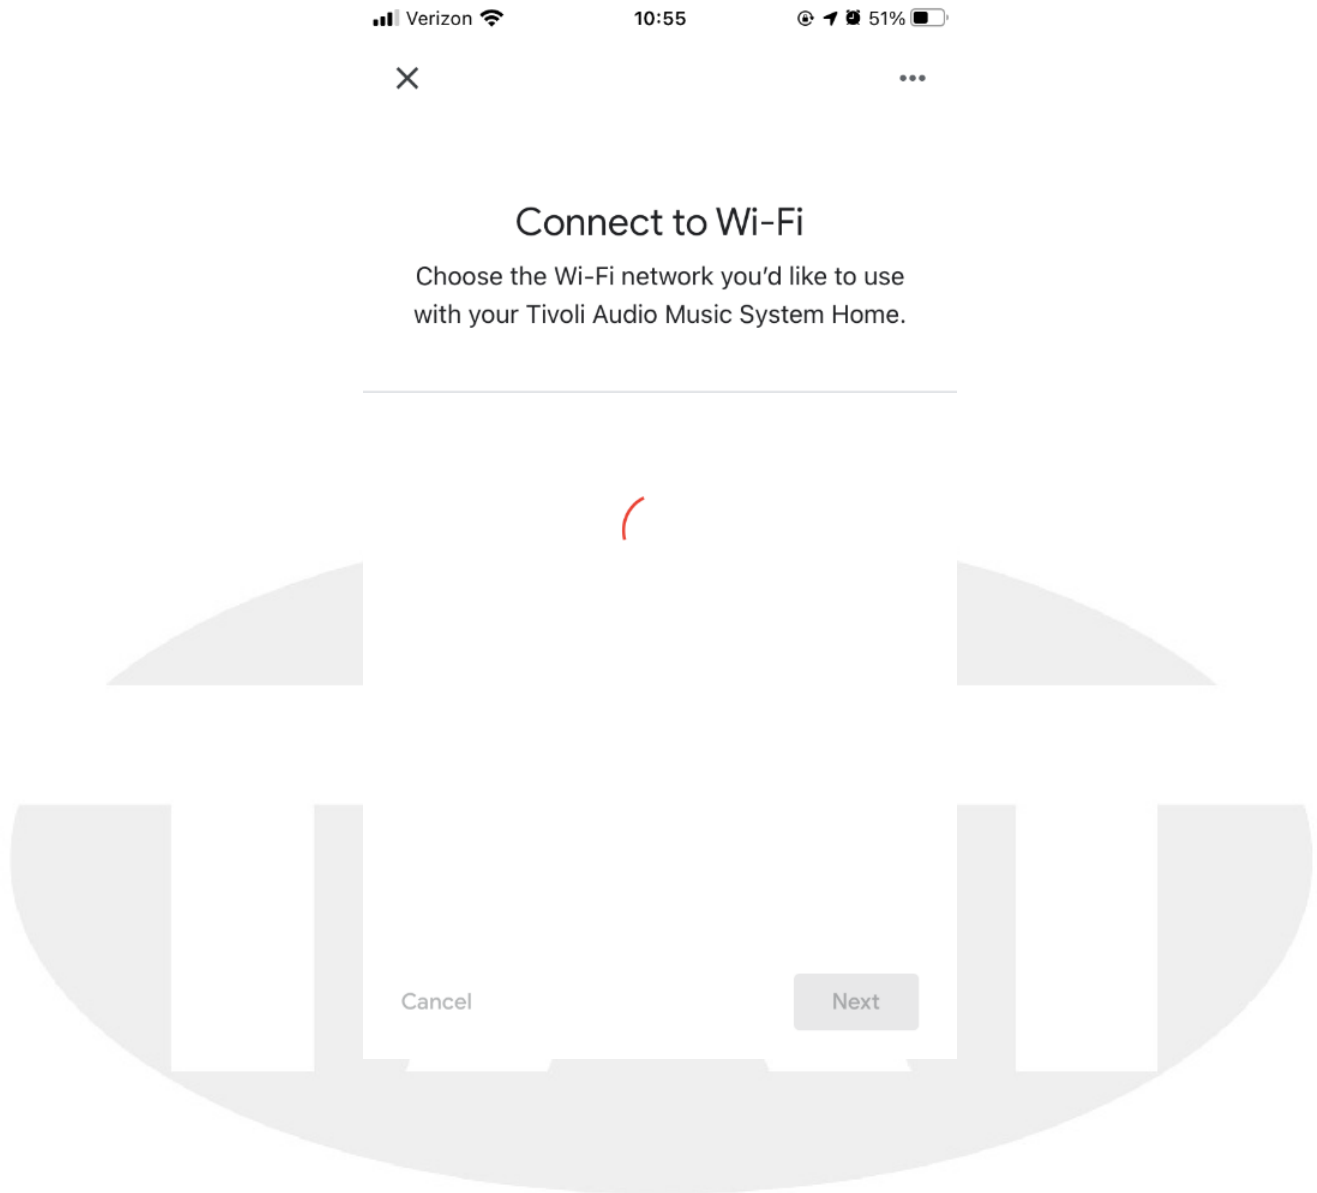 Verizon 10:55 51%
Connect to Wi-Fi
Choose the Wi-Fi network you'd like to use
with your Tivoli Audio Music System Home.
Cancel Next